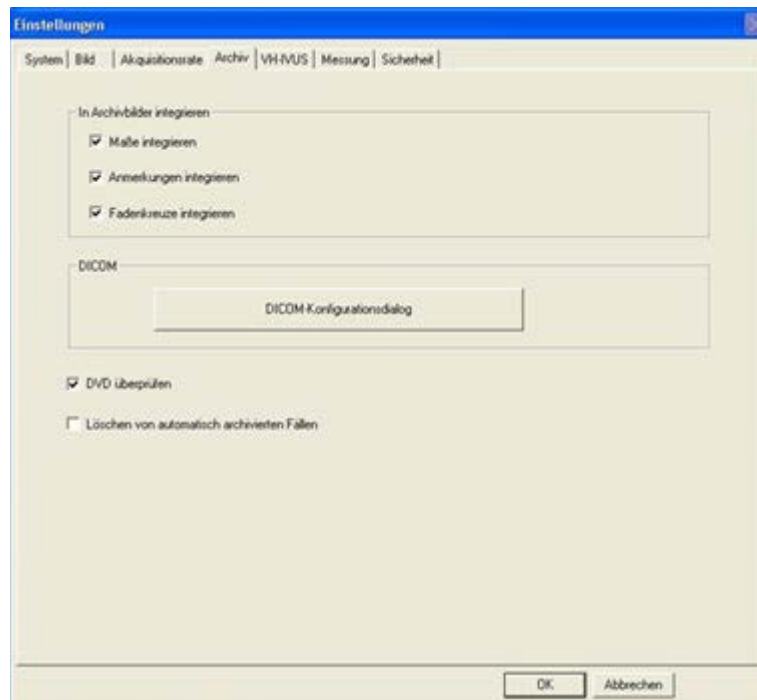 Einstellungen
System Bild Akquisitionsrate Archiv VH-IVUS Messung Sicherheit
In Archivbilder integrieren
Maße integrieren
Anmerkungen integrieren
Fadenkreuze integrieren
DICOM
DICOM-Konfigurationsdialog
DVD überprüfen
Löschen von automatisch archivierten Fällen
OK Abbrechen